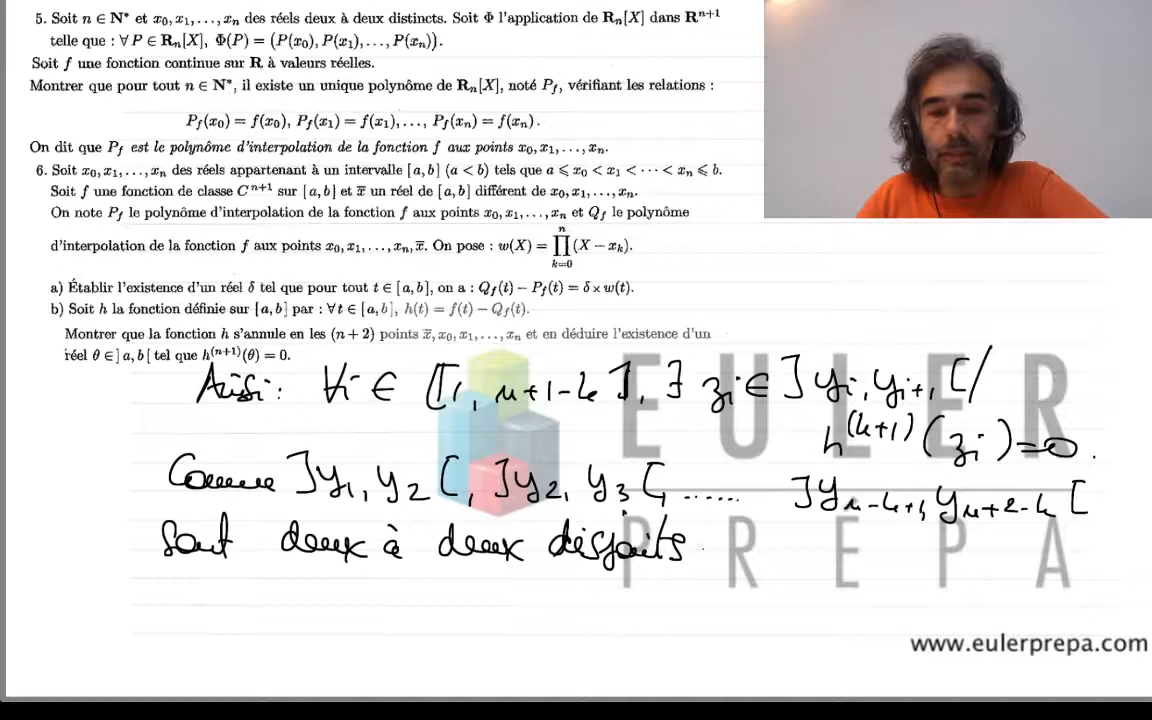 5. Soit n ∈ N* et x₀, x₁, . . . , xₙ des réels deux à deux distincts. Soit Φ l'application de Rₙ[X] dans Rⁿ⁺¹
telle que : ∀ P ∈ Rₙ[X], Φ(P) = (P(x₀), P(x₁), . . . , P(xₙ)).
Soit f une fonction continue sur R à valeurs réelles.
Montrer que pour tout n ∈ N*, il existe un unique polynôme de Rₙ[X], noté P_f, vérifiant les relations :
P_f(x₀) = f(x₀), P_f(x₁) = f(x₁), . . . , P_f(xₙ) = f(xₙ) .
On dit que P_f est le polynôme d'interpolation de la fonction f aux points x₀, x₁, . . . , xₙ.
6. Soit x₀, x₁, . . . , xₙ des réels appartenant à un intervalle [a, b] (a < b) tels que a ⩽ x₀ < x₁ < · · · < xₙ ⩽ b.
Soit f une fonction de classe Cⁿ⁺¹ sur [a, b] et x̅ un réel de [a, b] différent de x₀, x₁, . . . , xₙ.
On note P_f le polynôme d'interpolation de la fonction f aux points x₀, x₁, . . . , xₙ et Q_f le polynôme
d'interpolation de la fonction f aux points x₀, x₁, . . . , xₙ, x̅. On pose : w(X) = ∏_{k=0}^{n} (X − x_k).
a) Établir l'existence d'un réel δ tel que pour tout t ∈ [a, b], on a : Q_f(t) − P_f(t) = δ × w(t).
b) Soit h la fonction définie sur [a, b] par : ∀ t ∈ [a, b], h(t) = f(t) − Q_f(t).
Montrer que la fonction h s'annule en les (n + 2) points x̅, x₀, x₁, . . . , xₙ et en déduire l'existence d'un
réel θ ∈ ] a, b [ tel que h⁽ⁿ⁺¹⁾(θ) = 0.
Ainsi : ∀i ∈ ⟦1, n+1-k⟧, ∃ zᵢ ∈ ]yᵢ, yᵢ₊₁[ /
h⁽ᵏ⁺¹⁾(zᵢ) = 0.
Comme ]y₁, y₂[, ]y₂, y₃[, ...... ]yₙ₋ₖ₊₁, yₙ₊₂₋ₖ[
sont deux à deux disjoints
EULER
PREPA
www.eulerprepa.com